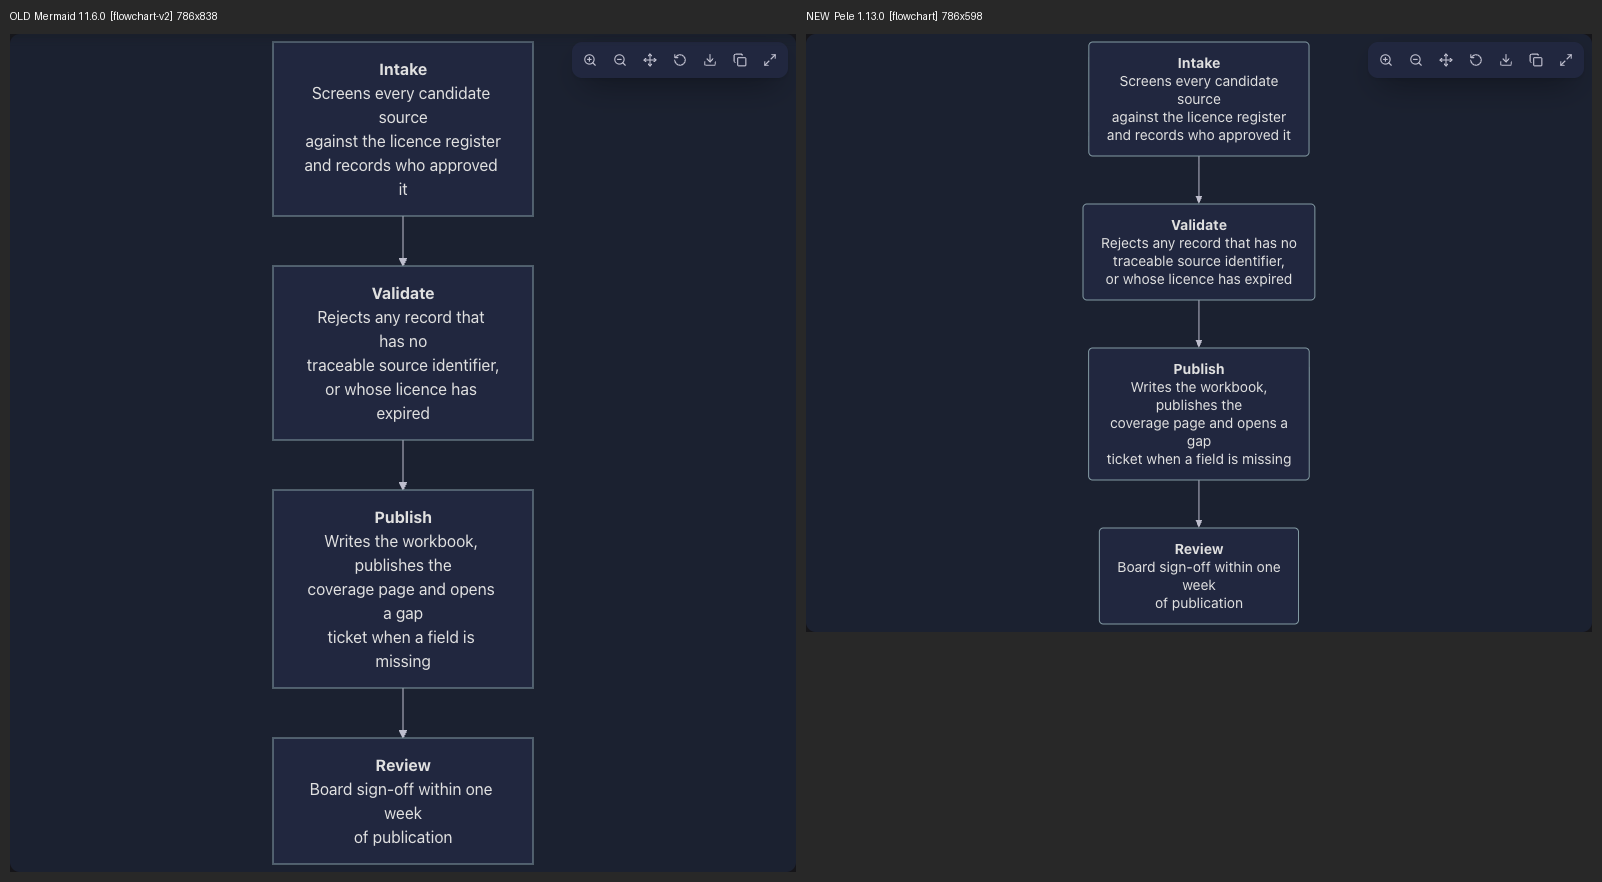 OLD Mermaid 11.6.0 [flowchart-v2] 786x838
Intake
Screens every candidate
source
against the licence register
and records who approved
it
Validate
Rejects any record that
has no
traceable source identifier,
or whose licence has
expired
Publish
Writes the workbook,
publishes the
coverage page and opens
a gap
ticket when a field is
missing
Review
Board sign-off within one
week
of publication
NEW Pele 1.13.0 [flowchart] 786x598
Intake
Screens every candidate
source
against the licence register
and records who approved it
Validate
Rejects any record that has no
traceable source identifier,
or whose licence has expired
Publish
Writes the workbook,
publishes the
coverage page and opens a
gap
ticket when a field is missing
Review
Board sign-off within one
week
of publication